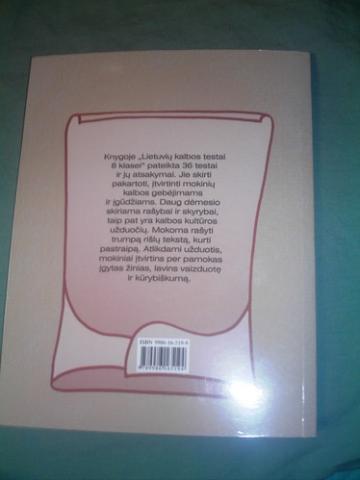 Knygoje „Lietuvių kalbos testai
8 klasei" pateikta 36 testai
ir jų atsakymai. Jie skirti
pakartoti, įtvirtinti mokinių
kalbos gebėjimams
ir įgūdžiams. Daug dėmesio
skiriama rašybai ir skyrybai,
taip pat yra kalbos kultūros
užduočių. Mokoma rašyti
trumpą rišlų tekstą, kurti
pastraipą. Atlikdami užduotis,
mokiniai įtvirtins per pamokas
įgytas žinias, lavins vaizduotę
ir kūrybiškumą.
ISBN